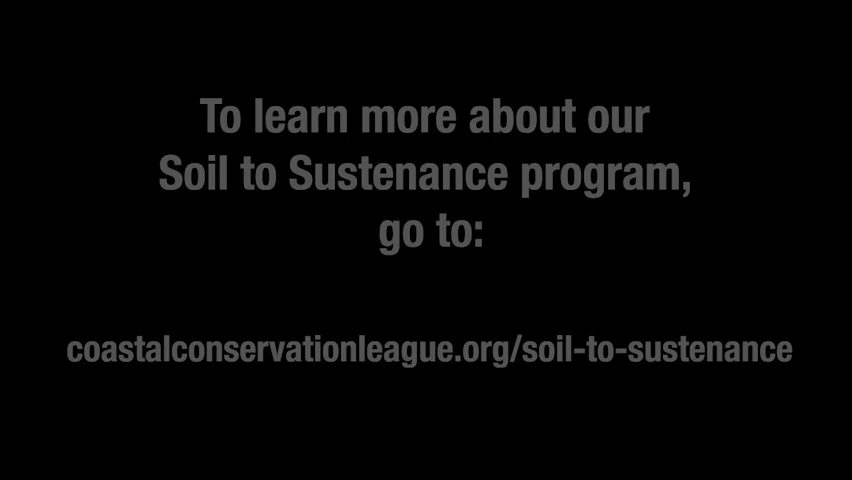 To learn more about our
Soil to Sustenance program,
go to:
coastalconservationleague.org/soil-to-sustenance